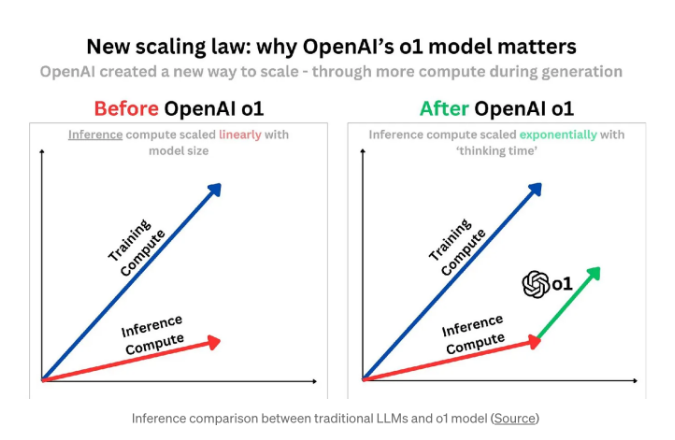 New scaling law: why OpenAI's o1 model matters
OpenAI created a new way to scale - through more compute during generation
Before OpenAI o1
Inference compute scaled linearly with
model size
Training
Compute
Inference
Compute
After OpenAI o1
Inference compute scaled exponentially with
‘thinking time’
Training
Compute
o1
Inference
Compute
Inference comparison between traditional LLMs and o1 model (Source)